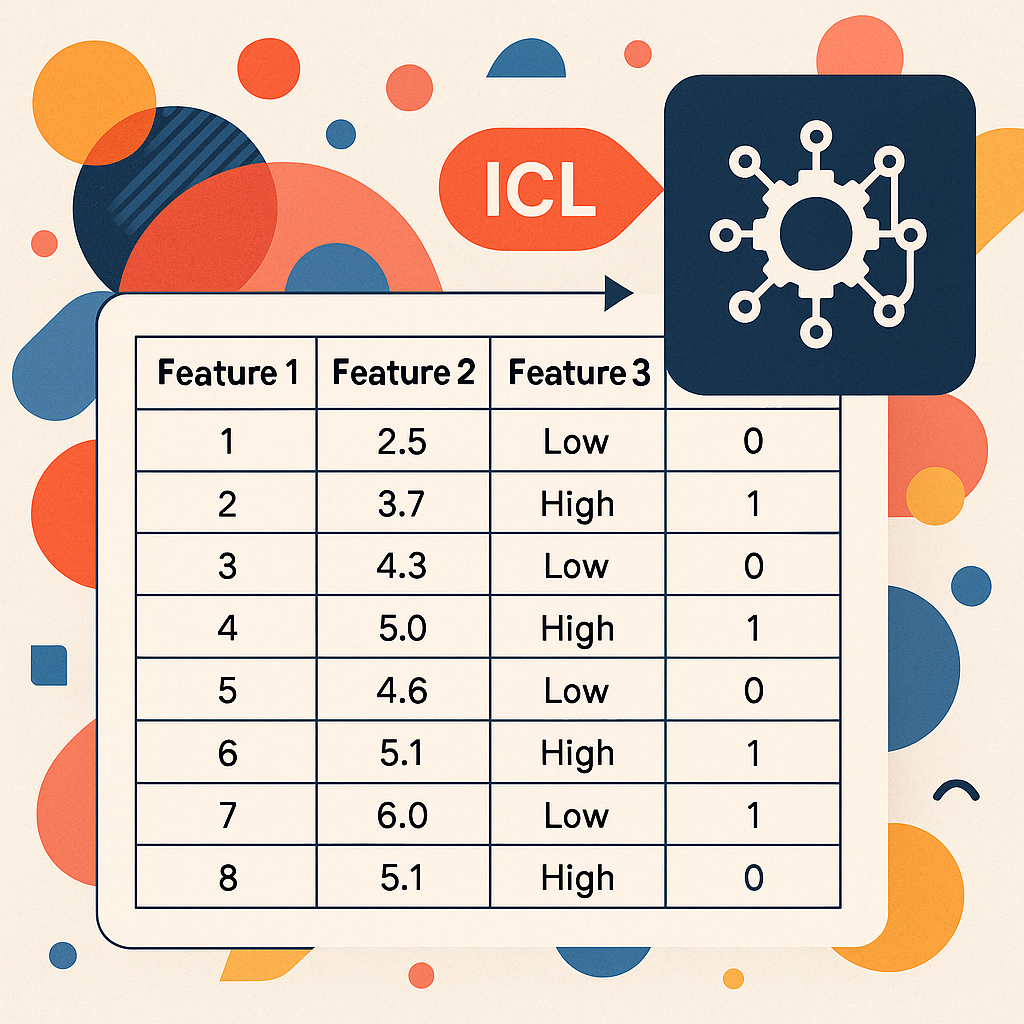 ICL
Feature 1 Feature 2 Feature 3
1 2.5 Low 0
2 3.7 High 1
3 4.3 Low 0
4 5.0 High 1
5 4.6 Low 0
6 5.1 High 1
7 6.0 Low 1
8 5.1 High 0